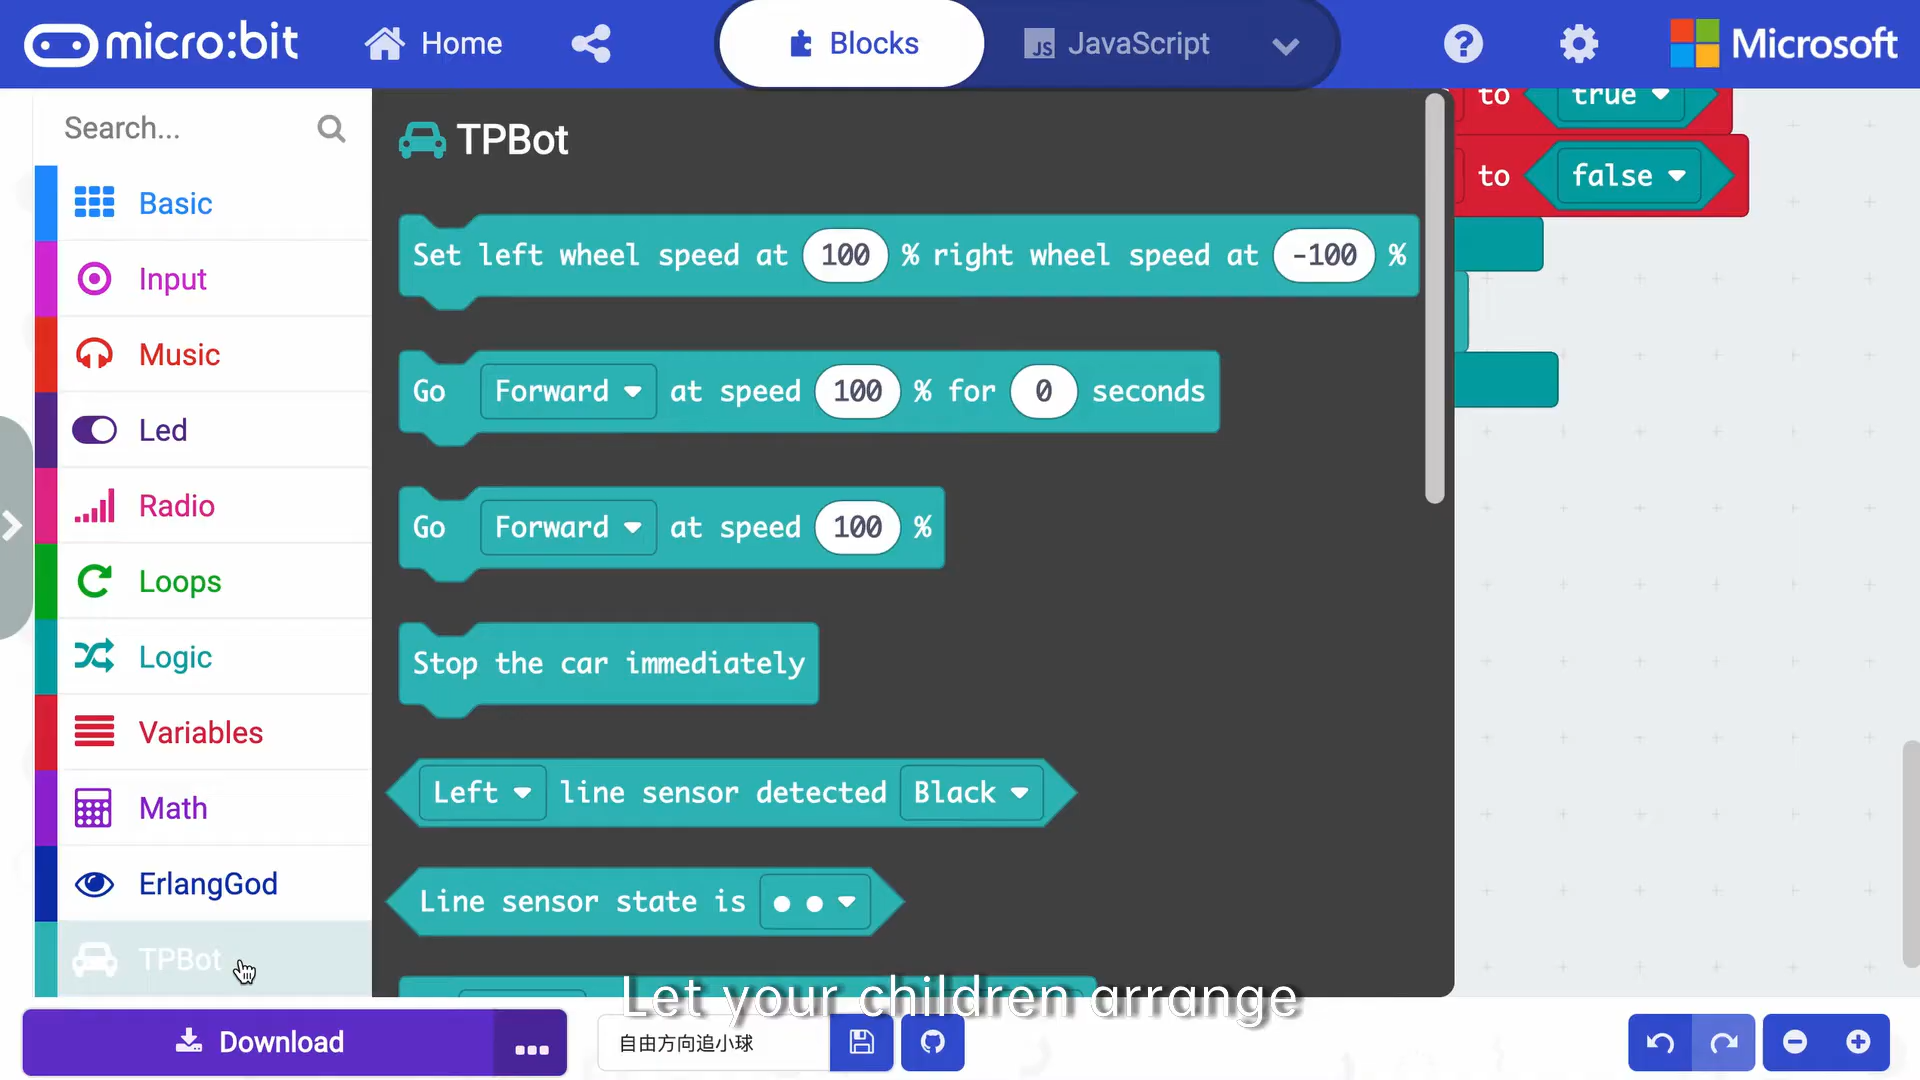 micro:bit
Home
Blocks
JS JavaScript
?
Microsoft
Search...
Basic
Input
Music
Led
Radio
Loops
Logic
Variables
Math
ErlangGod
TPBot
TPBot
Set left wheel speed at 100 % right wheel speed at -100 %
Go Forward at speed 100 % for 0 seconds
Go Forward at speed 100 %
Stop the car immediately
Left line sensor detected Black
Line sensor state is
to true
to false
Let your children arrange
Download
...
自由方向追小球